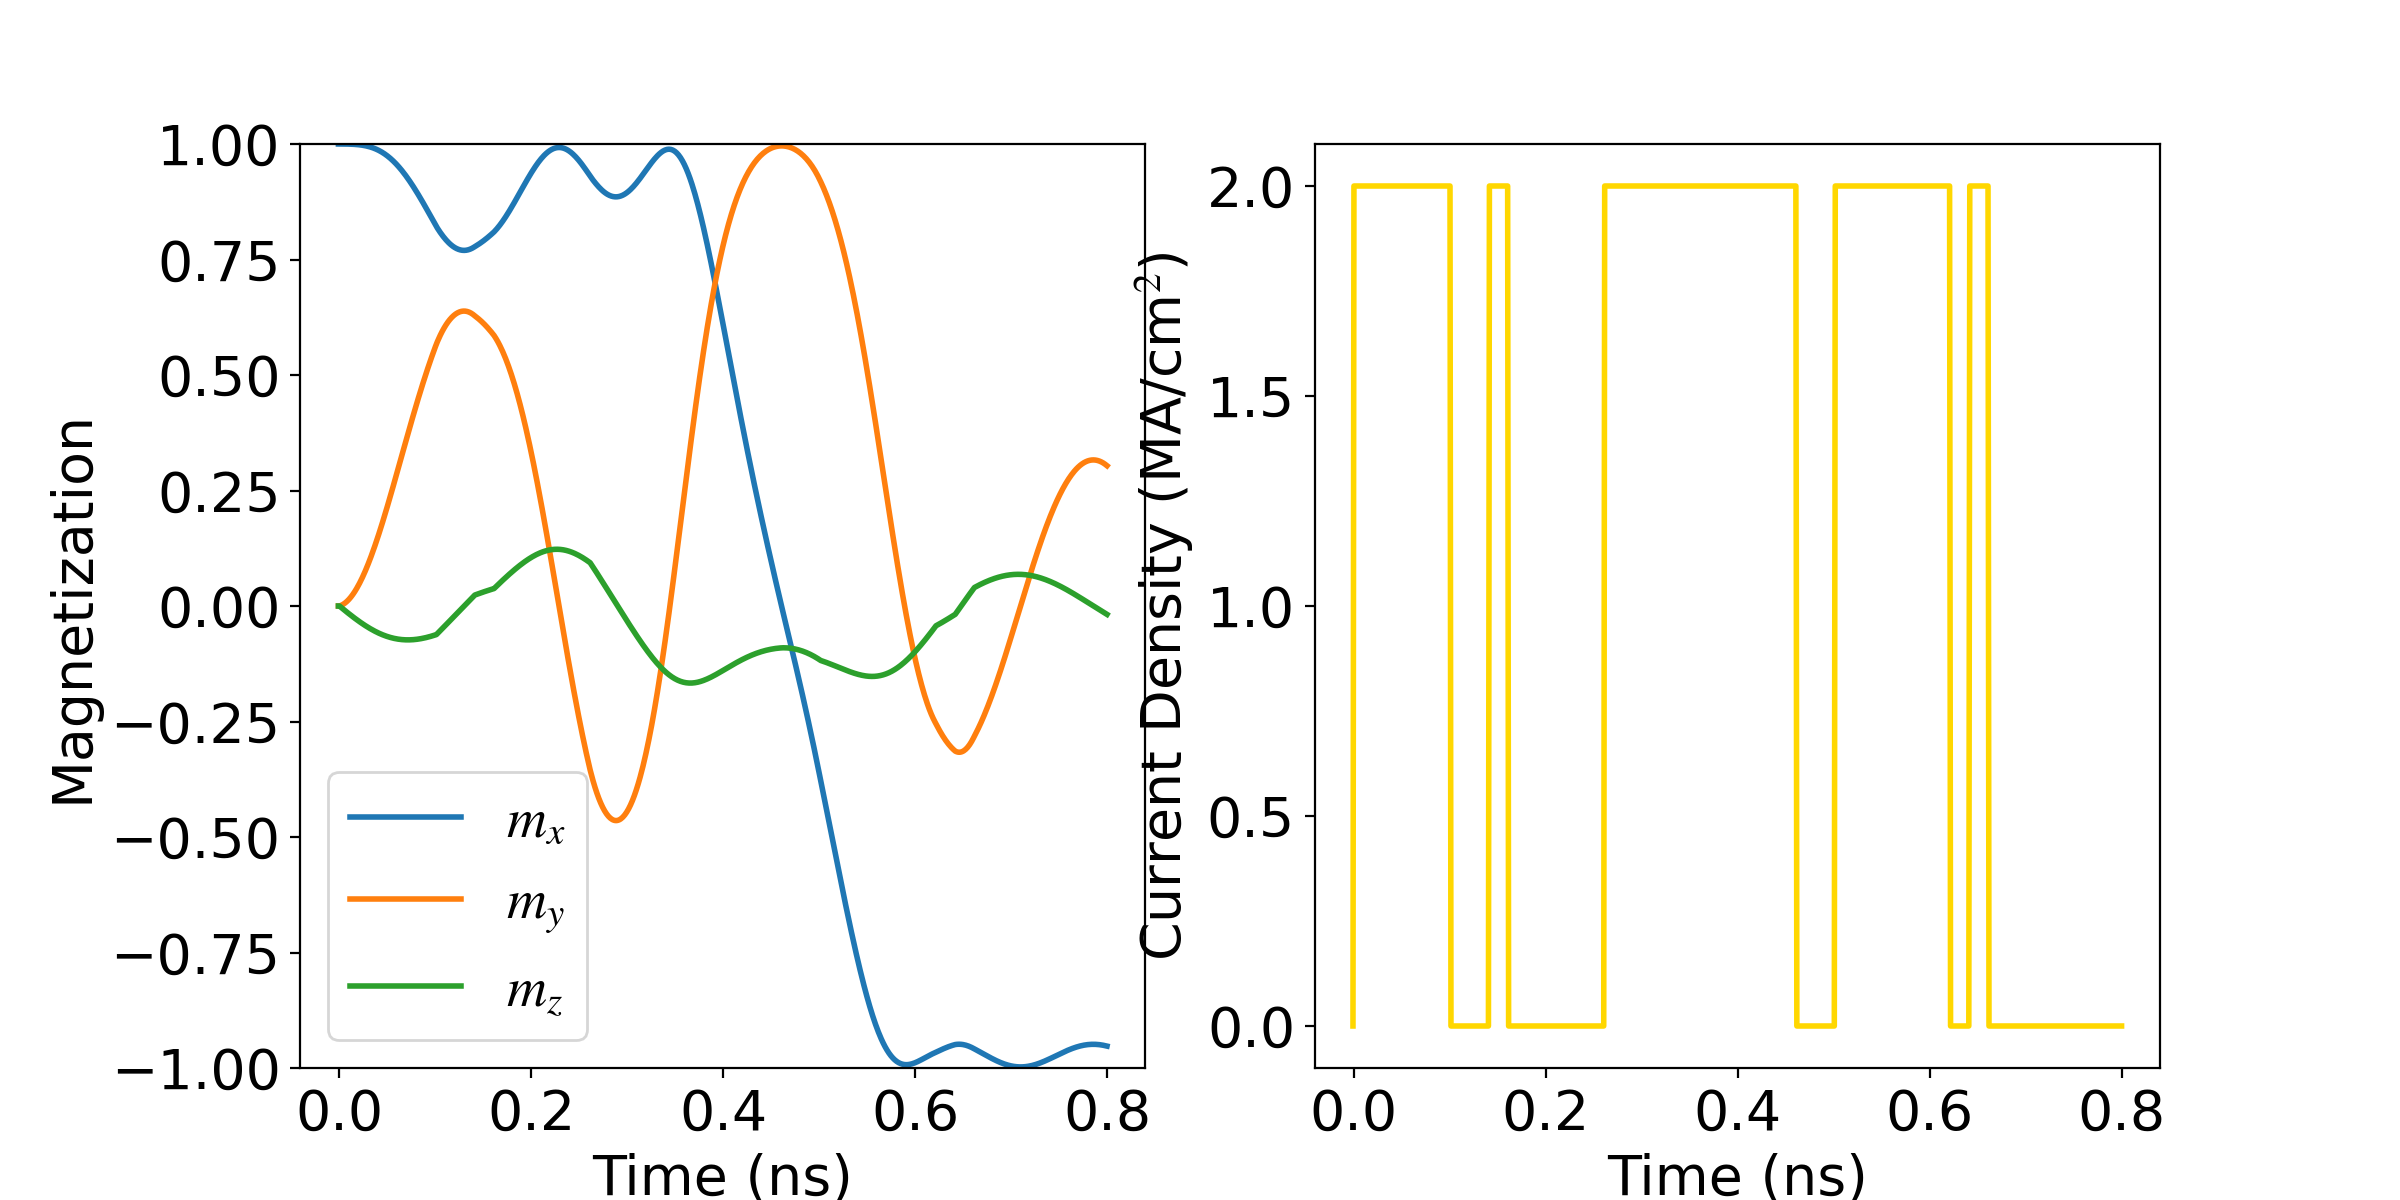 Magnetization
1.00
0.75
0.50
0.25
0.00
−0.25
−0.50
−0.75
−1.00
m_x
m_y
m_z
0.0 0.2 0.4 0.6 0.8
Time (ns)
Current Density (MA/cm²)
2.0
1.5
1.0
0.5
0.0
0.0 0.2 0.4 0.6 0.8
Time (ns)